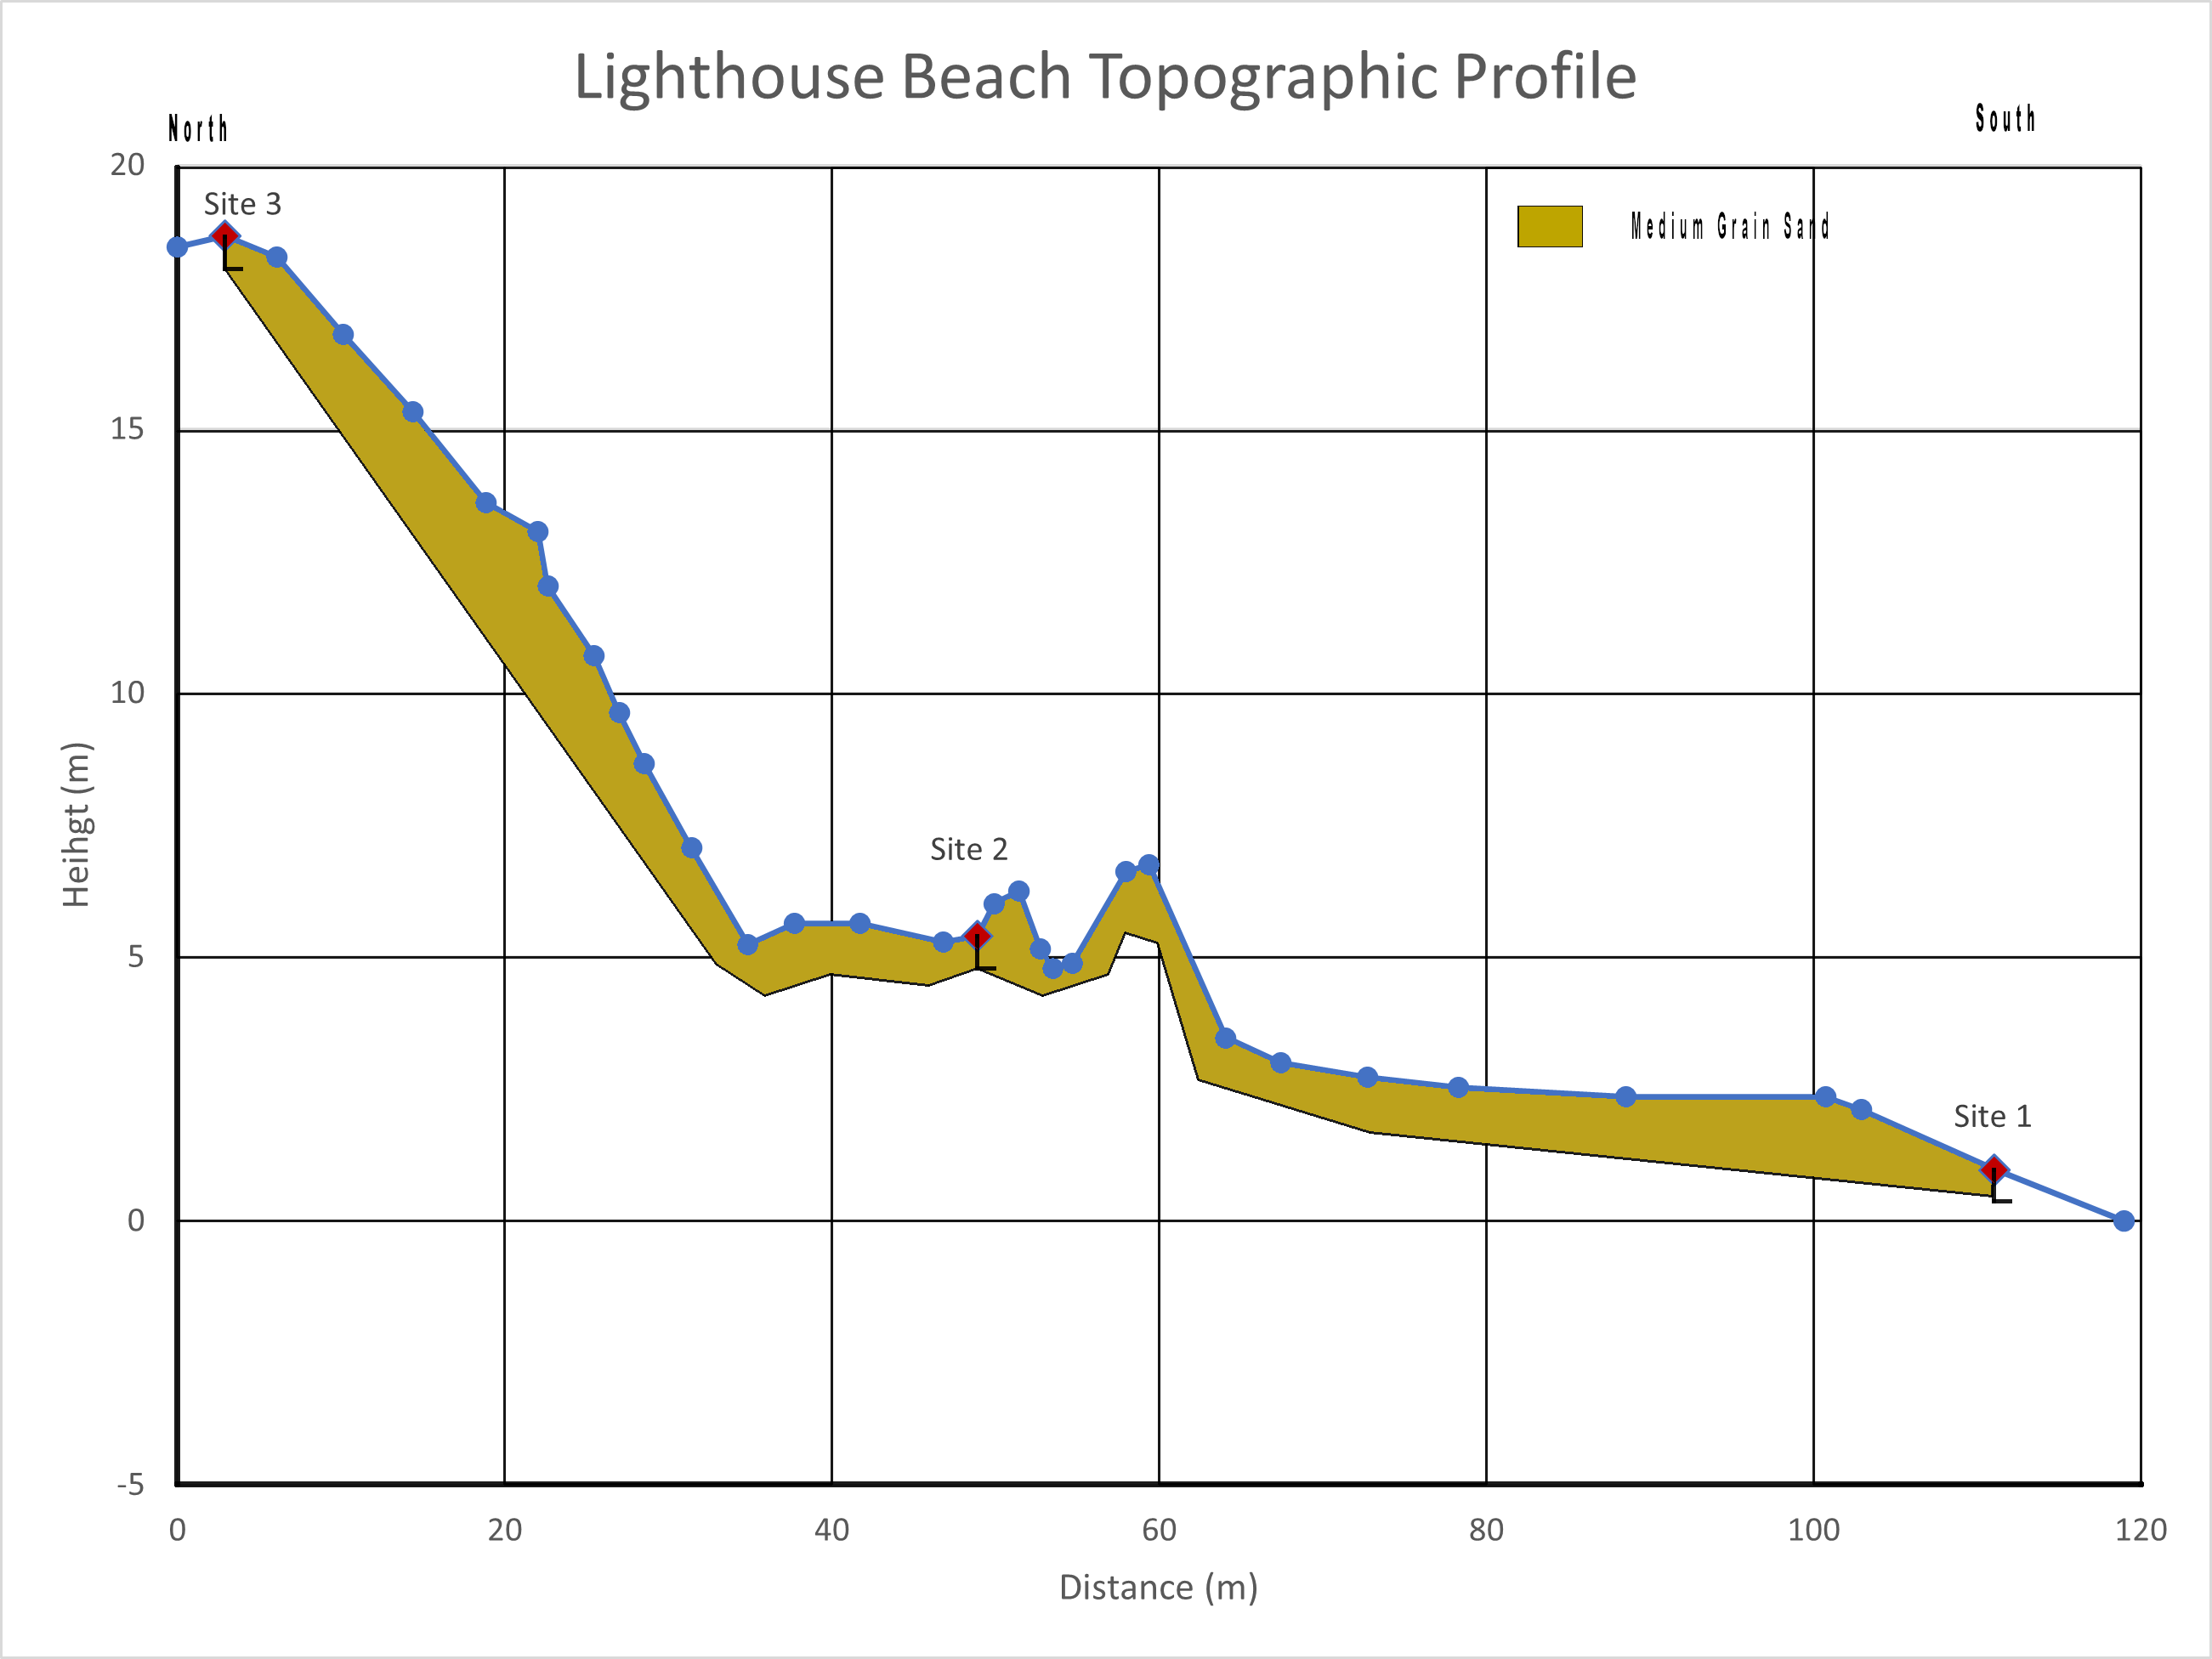 Lighthouse Beach Topographic Profile
North
South
20
Site 3
Medium Grain Sand
15
10
Heihgt (m)
Site 2
5
Site 1
0
-5
0 20 40 60 80 100 120
Distance (m)